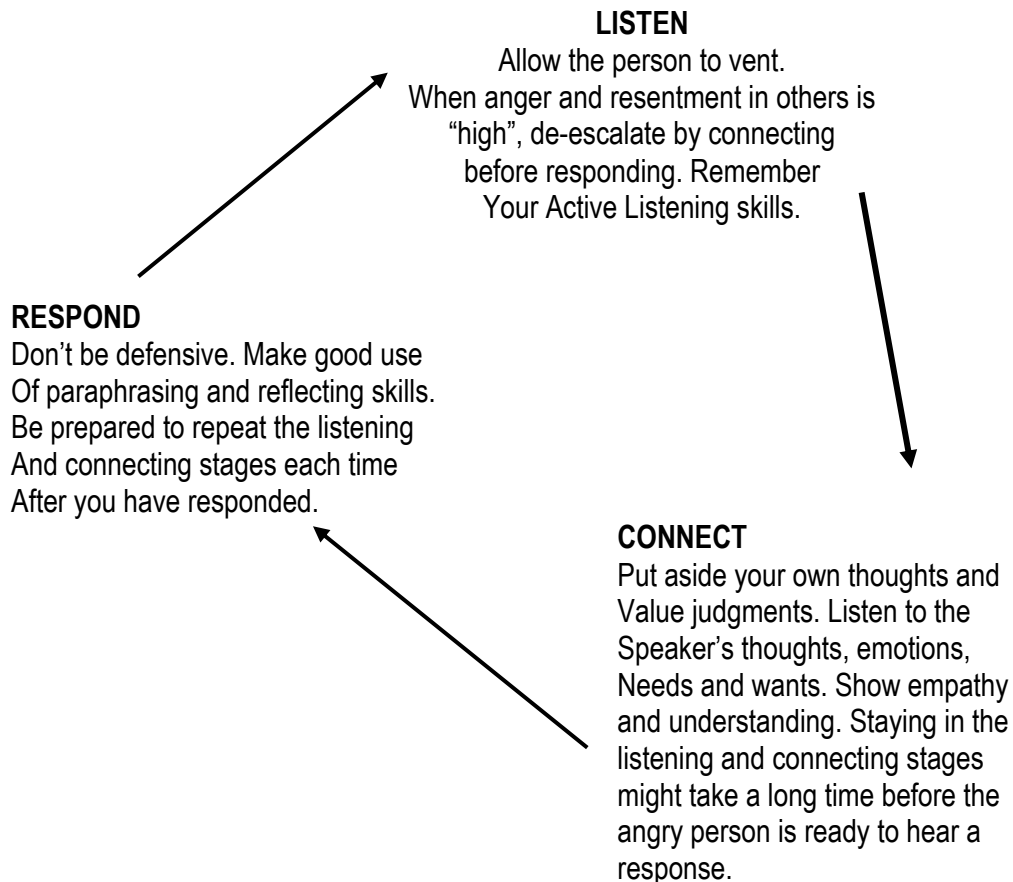 LISTEN
Allow the person to vent.
When anger and resentment in others is
“high”, de-escalate by connecting
before responding. Remember
Your Active Listening skills.
RESPOND
Don’t be defensive. Make good use
Of paraphrasing and reflecting skills.
Be prepared to repeat the listening
And connecting stages each time
After you have responded.
CONNECT
Put aside your own thoughts and
Value judgments. Listen to the
Speaker’s thoughts, emotions,
Needs and wants. Show empathy
and understanding. Staying in the
listening and connecting stages
might take a long time before the
angry person is ready to hear a
response.